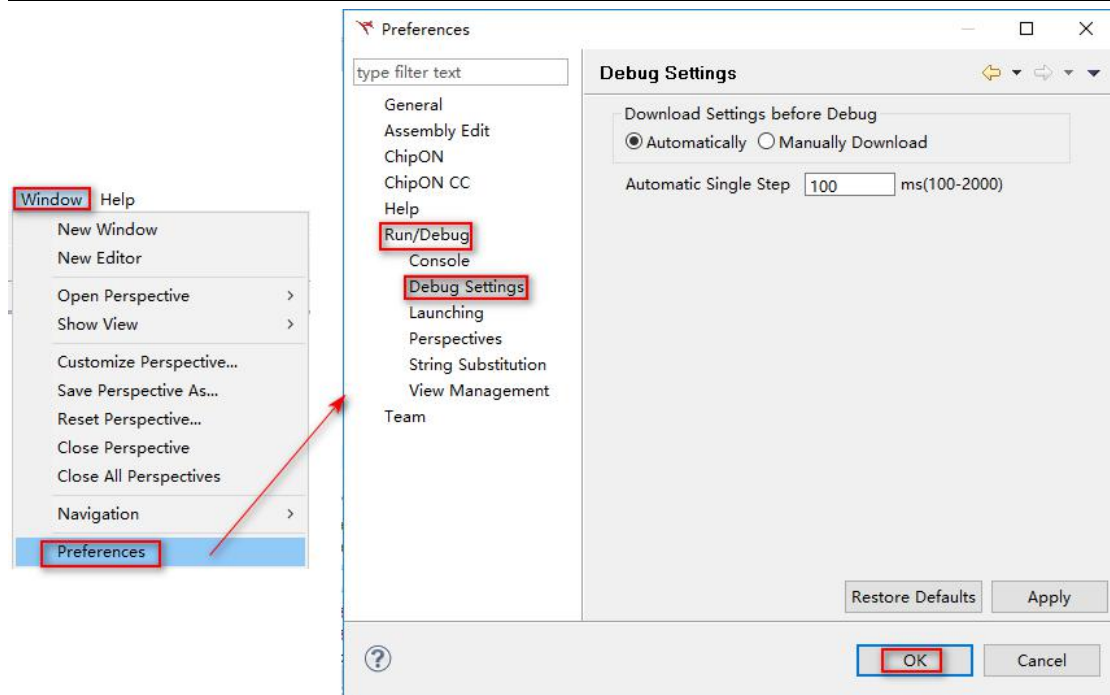 Window Help
New Window
New Editor
Open Perspective
Show View
Customize Perspective...
Save Perspective As...
Reset Perspective...
Close Perspective
Close All Perspectives
Navigation
Preferences
Preferences
type filter text
General
Assembly Edit
ChipON
ChipON CC
Help
Run/Debug
Console
Debug Settings
Launching
Perspectives
String Substitution
View Management
Team
Debug Settings
Download Settings before Debug
Automatically Manually Download
Automatic Single Step 100 ms(100-2000)
Restore Defaults Apply
OK Cancel